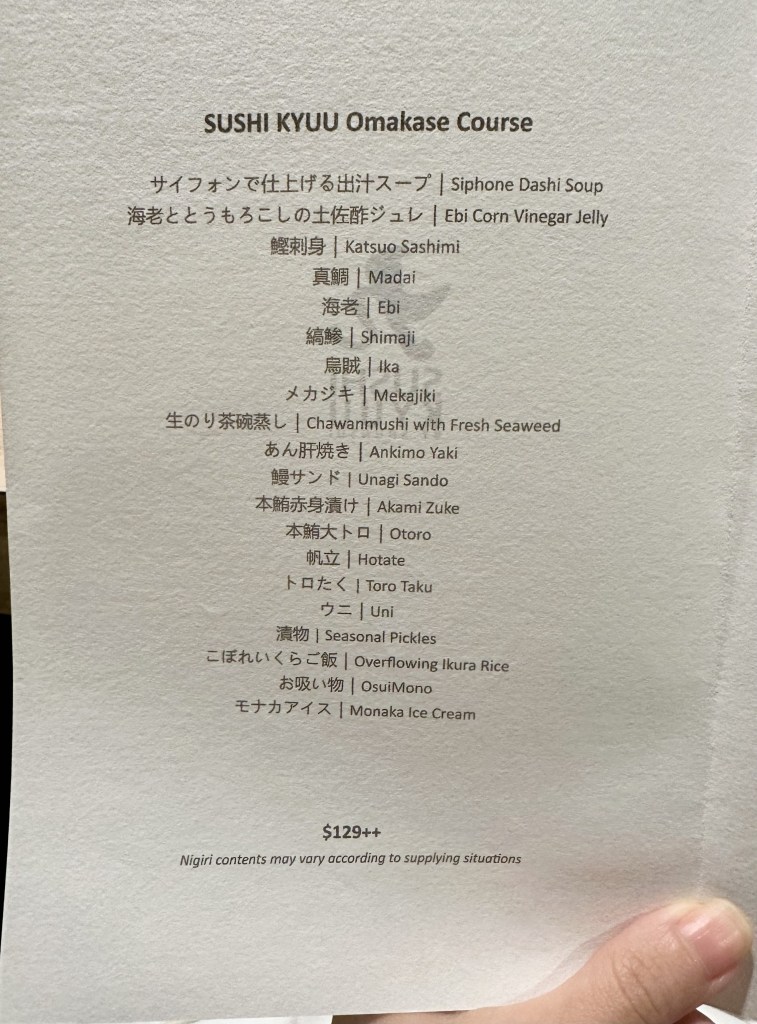 SUSHI KYUU Omakase Course
サイフォンで仕上げる出汁スープ | Siphone Dashi Soup
海老ととうもろこしの土佐酢ジュレ | Ebi Corn Vinegar Jelly
鰹刺身 | Katsuo Sashimi
真鯛 | Madai
海老 | Ebi
縞鯵 | Shimaji
烏賊 | Ika
メカジキ | Mekajiki
生のり茶碗蒸し | Chawanmushi with Fresh Seaweed
あん肝焼き | Ankimo Yaki
鰻サンド | Unagi Sando
本鮪赤身漬け | Akami Zuke
本鮪大トロ | Otoro
帆立 | Hotate
トロたく | Toro Taku
ウニ | Uni
漬物 | Seasonal Pickles
こぼれいくらご飯 | Overflowing Ikura Rice
お吸い物 | OsuiMono
モナカアイス | Monaka Ice Cream
$129++
Nigiri contents may vary according to supplying situations